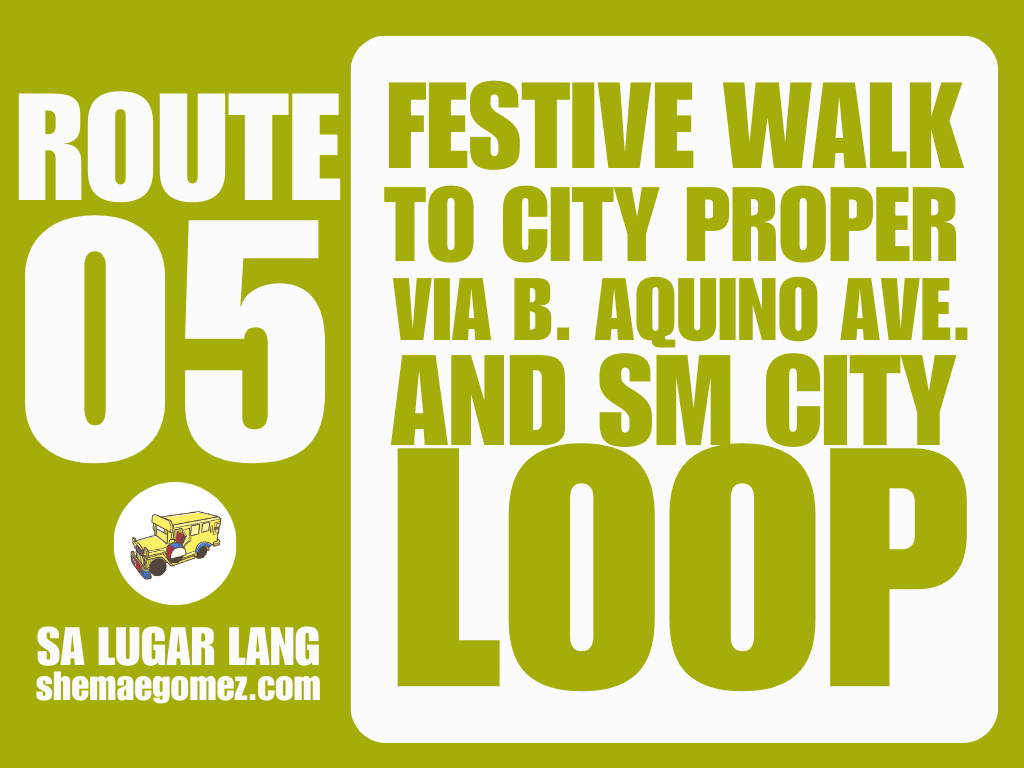 ROUTE
05
SA LUGAR LANG
shemaegomez.com
FESTIVE WALK
TO CITY PROPER
VIA B. AQUINO AVE.
AND SM CITY
LOOP